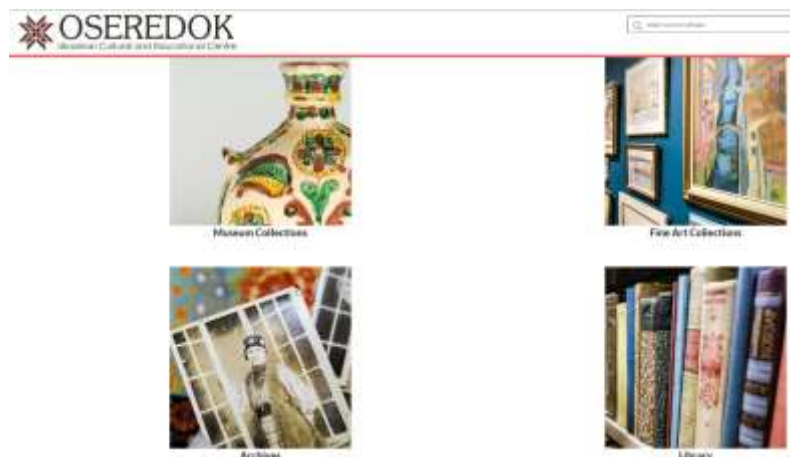 OSEREDOK
Ukrainian Cultural and Educational Centre
Museum Collections
Fine Art Collections
Archives
Library